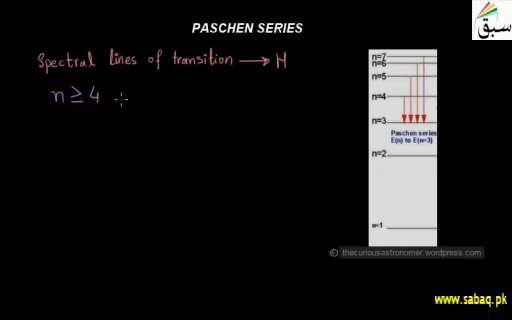 PASCHEN SERIES
سبق
Spectral lines of transition → H
n ≥ 4
n=7
n=6
n=5
n=4
n=3
Paschen series
E(n) to E(n=3)
n=2
n=1
© thecuriousastronomer.wordpress.com
www.sabaq.pk